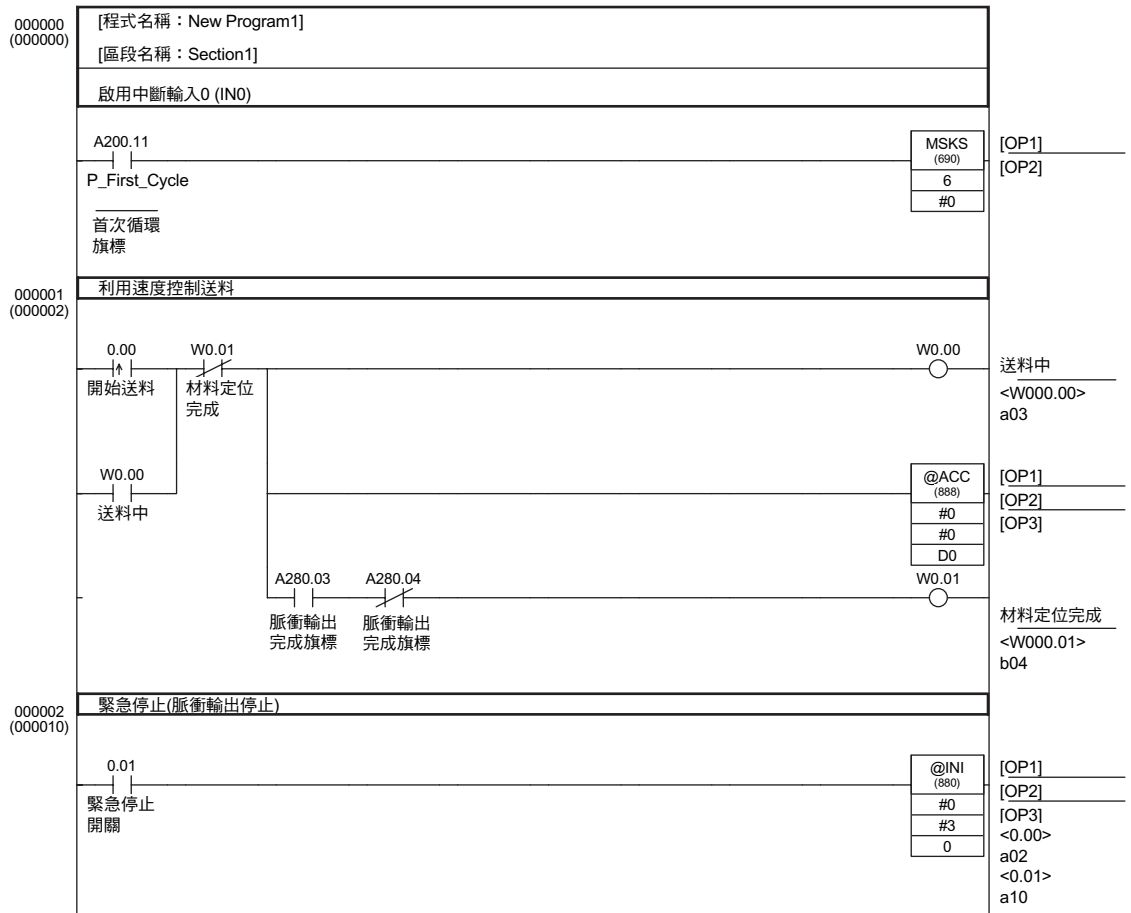 000000
(000000)
[程式名稱：New Program1]
[區段名稱：Section1]
啟用中斷輸入0 (IN0)
A200.11
P_First_Cycle
首次循環
旗標
MSKS
(690)
6
#0
[OP1]
[OP2]
000001
(000002)
利用速度控制送料
0.00
開始送料
W0.01
材料定位
完成
W0.00
送料中
<W000.00>
a03
W0.00
送料中
@ACC
(888)
#0
#0
D0
[OP1]
[OP2]
[OP3]
A280.03
脈衝輸出
完成旗標
A280.04
脈衝輸出
完成旗標
W0.01
材料定位完成
<W000.01>
b04
000002
(000010)
緊急停止(脈衝輸出停止)
0.01
緊急停止
開關
@INI
(880)
#0
#3
0
[OP1]
[OP2]
[OP3]
<0.00>
a02
<0.01>
a10